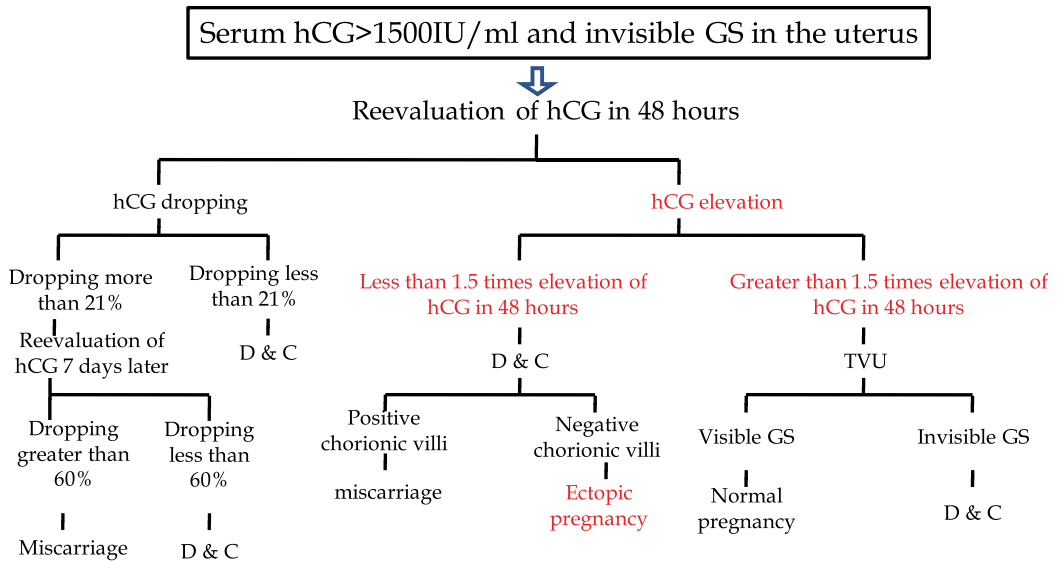 Serum hCG>1500IU/ml and invisible GS in the uterus
Reevaluation of hCG in 48 hours
hCG dropping
hCG elevation
Dropping more
than 21%
Dropping less
than 21%
Less than 1.5 times elevation of
hCG in 48 hours
Greater than 1.5 times elevation of
hCG in 48 hours
Reevaluation of
hCG 7 days later
D & C
D & C
TVU
Dropping
greater than
60%
Dropping
less than
60%
Positive
chorionic villi
Negative
chorionic villi
Visible GS
Invisible GS
Miscarriage
D & C
miscarriage
Ectopic
pregnancy
Normal
pregnancy
D & C